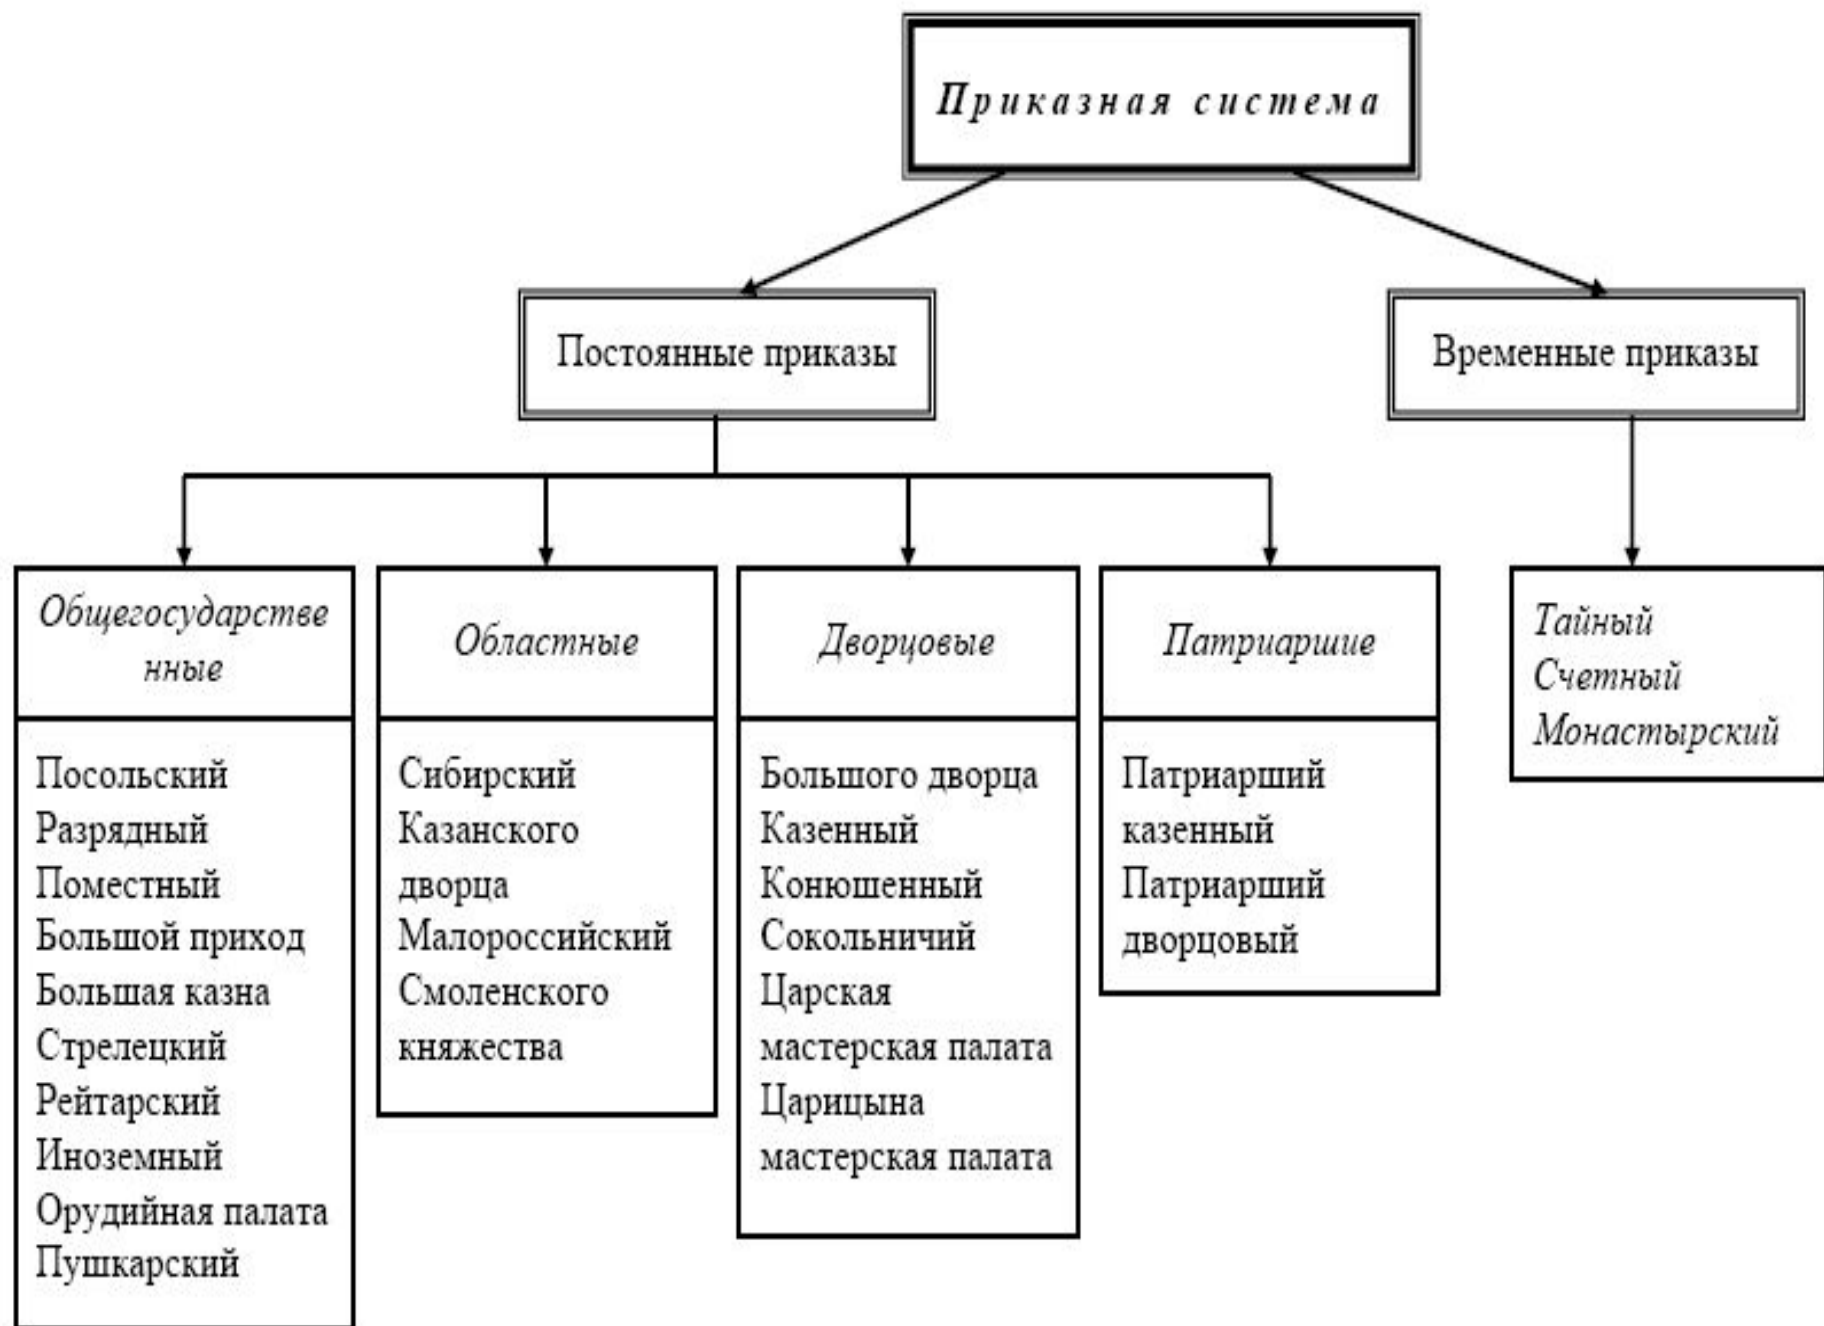 Приказная система
Постоянные приказы
Временные приказы
Общегосударстве
нные
Посольский
Разрядный
Поместный
Большой приход
Большая казна
Стрелецкий
Рейтарский
Иноземный
Орудийная палата
Пушкарский
Областные
Сибирский
Казанского
дворца
Малороссийский
Смоленского
княжества
Дворцовые
Большого дворца
Казенный
Конюшенный
Сокольничий
Царская
мастерская палата
Царицына
мастерская палата
Патриаршие
Патриарший
казенный
Патриарший
дворцовый
Тайный
Счетный
Монастырский